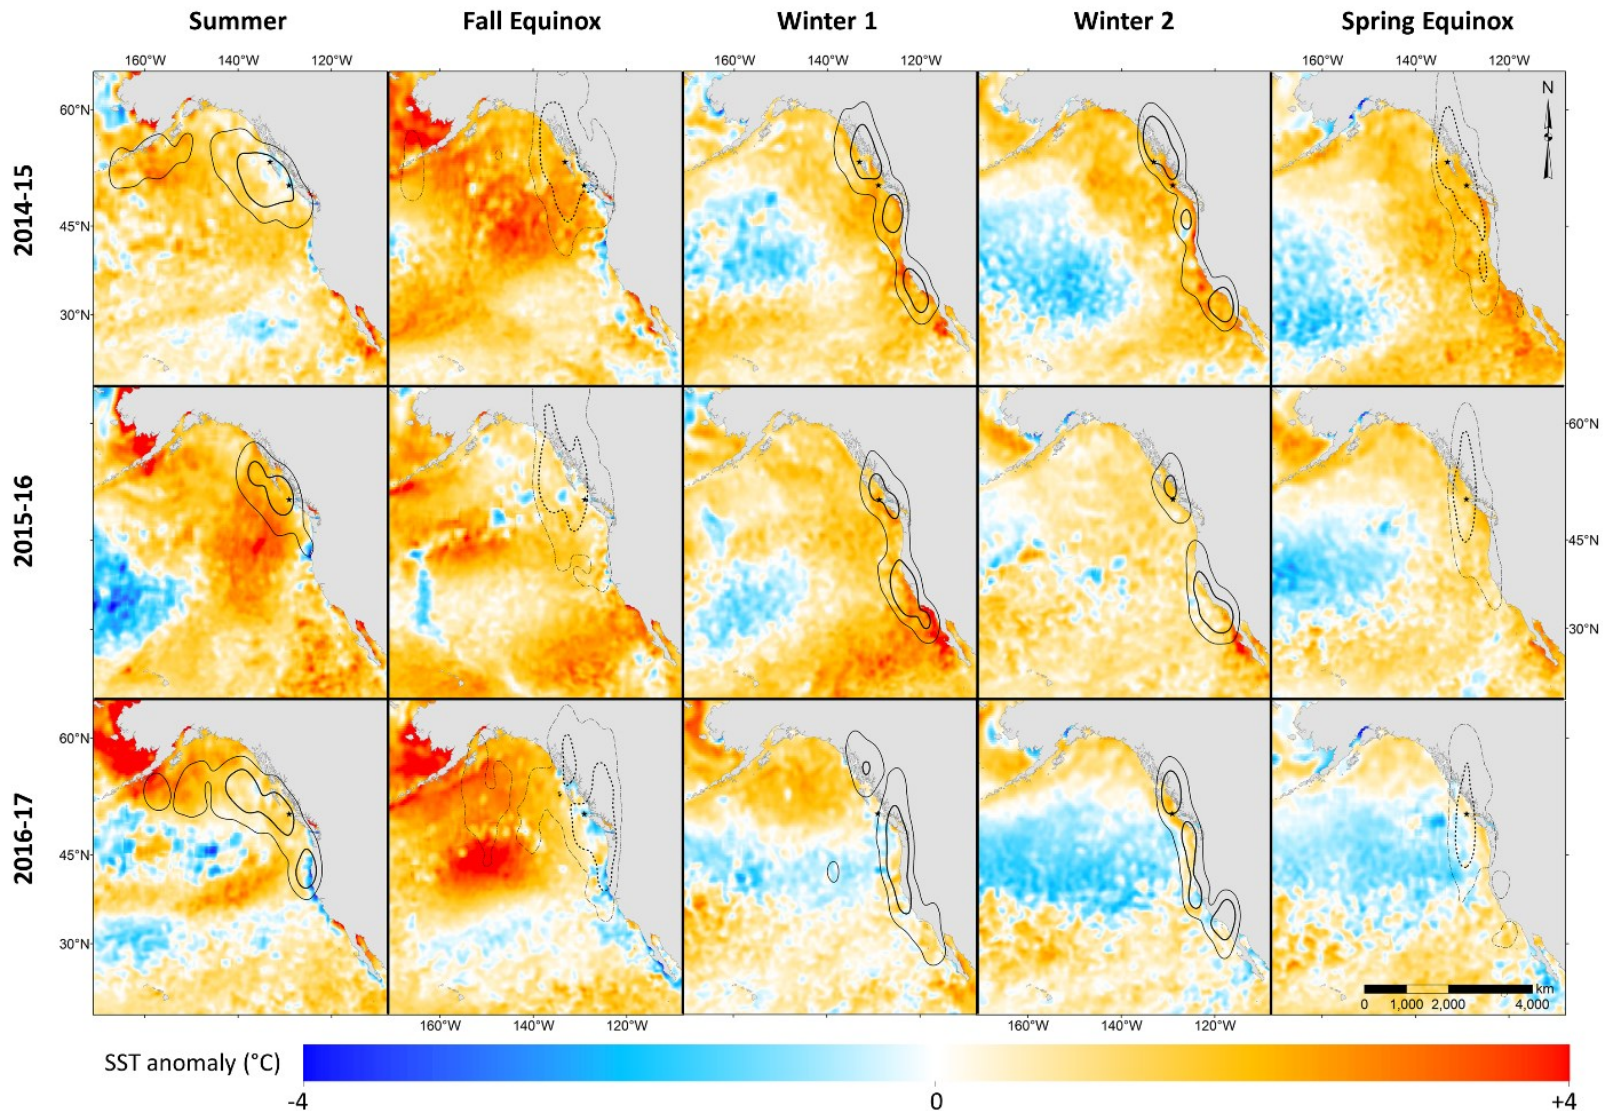 Summer Fall Equinox Winter 1 Winter 2 Spring Equinox
160°W 140°W 120°W 160°W 140°W 120°W 160°W 140°W 120°W
60°N
N
2014-15
45°N
30°N
60°N
2015-16
45°N
30°N
60°N
2016-17
45°N
30°N
km
0 1,000 2,000 4,000
160°W 140°W 120°W 160°W 140°W 120°W
SST anomaly (°C)
-4 0 +4